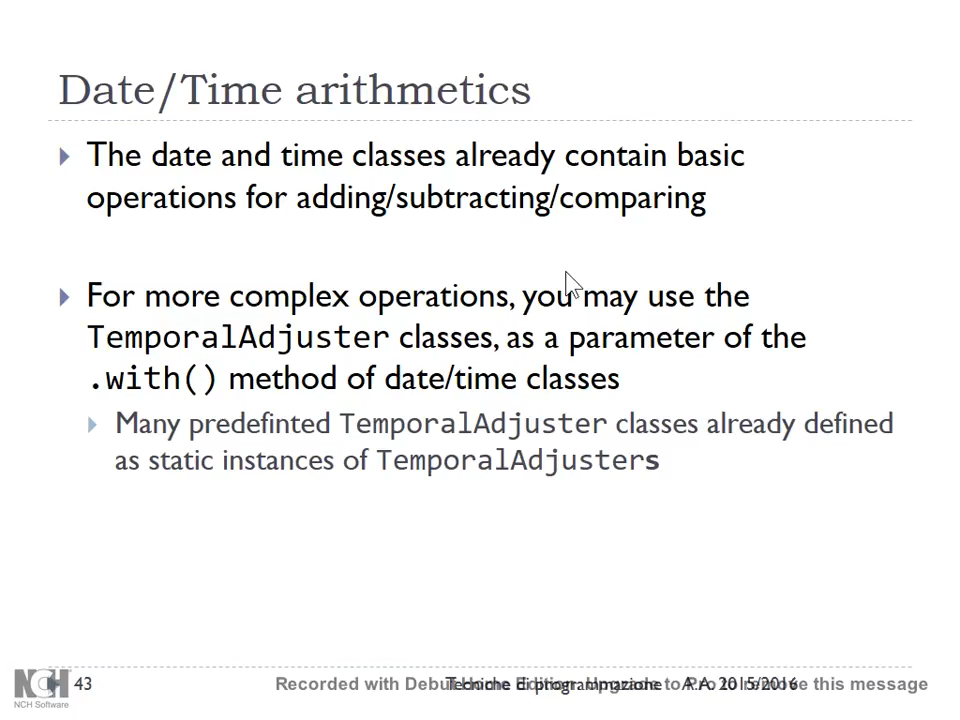 Date/Time arithmetics
The date and time classes already contain basic
operations for adding/subtracting/comparing
For more complex operations, you may use the
TemporalAdjuster classes, as a parameter of the
.with() method of date/time classes
Many predefinted TemporalAdjuster classes already defined
as static instances of TemporalAdjusters
NCH
NCH Software
43
Recorded with Debut Home Edition. Upgrade to Pro to remove this message
Tecniche di programmazione A.A. 2015/2016